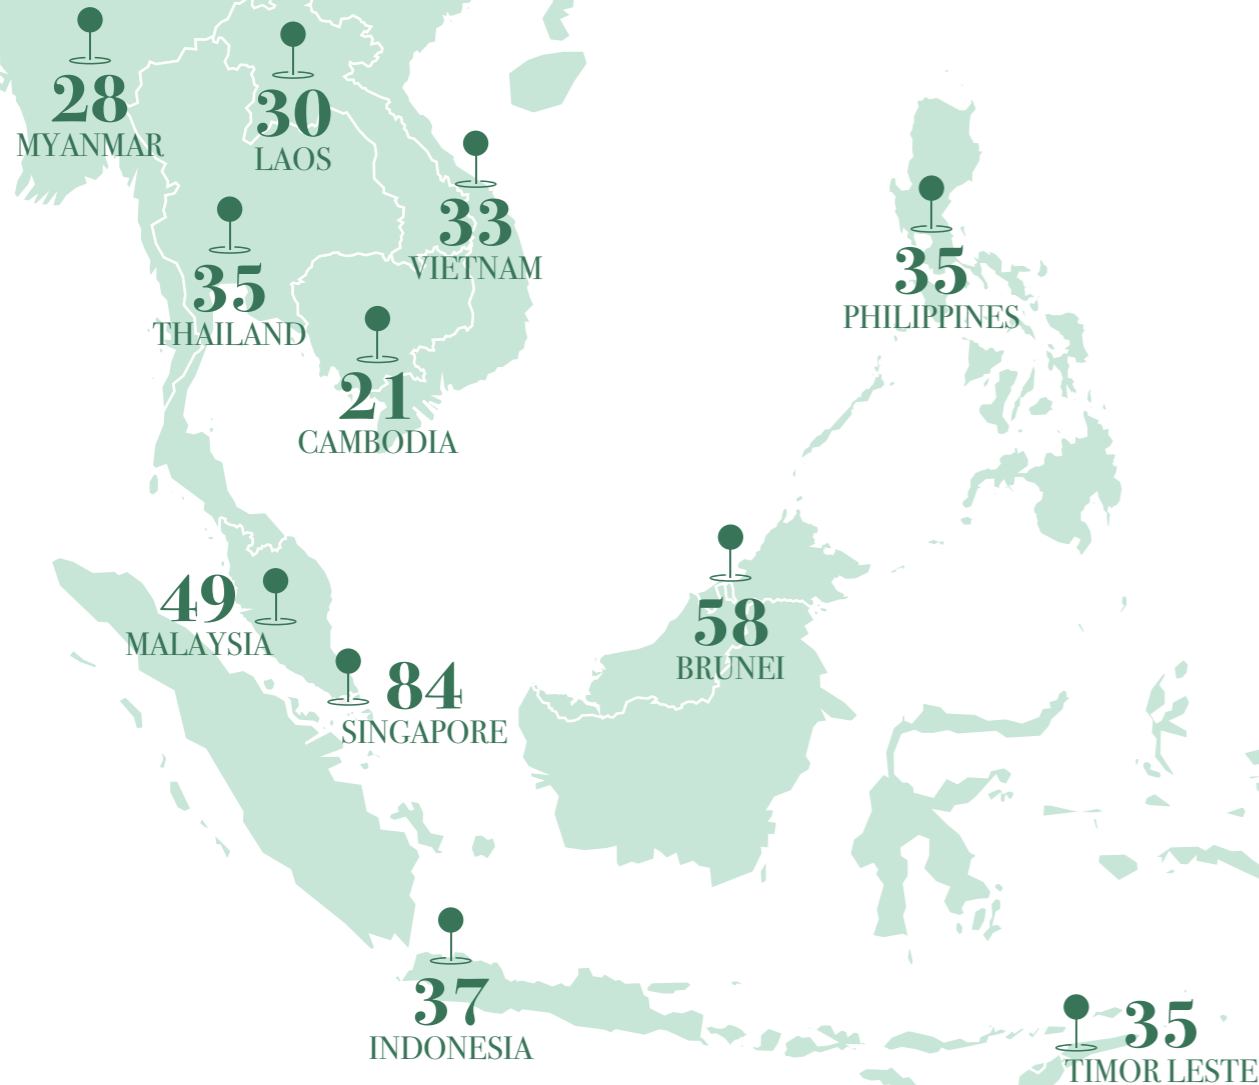 28
MYANMAR
30
LAOS
33
VIETNAM
35
THAILAND
35
PHILIPPINES
21
CAMBODIA
49
MALAYSIA
58
BRUNEI
84
SINGAPORE
37
INDONESIA
35
TIMOR LESTE